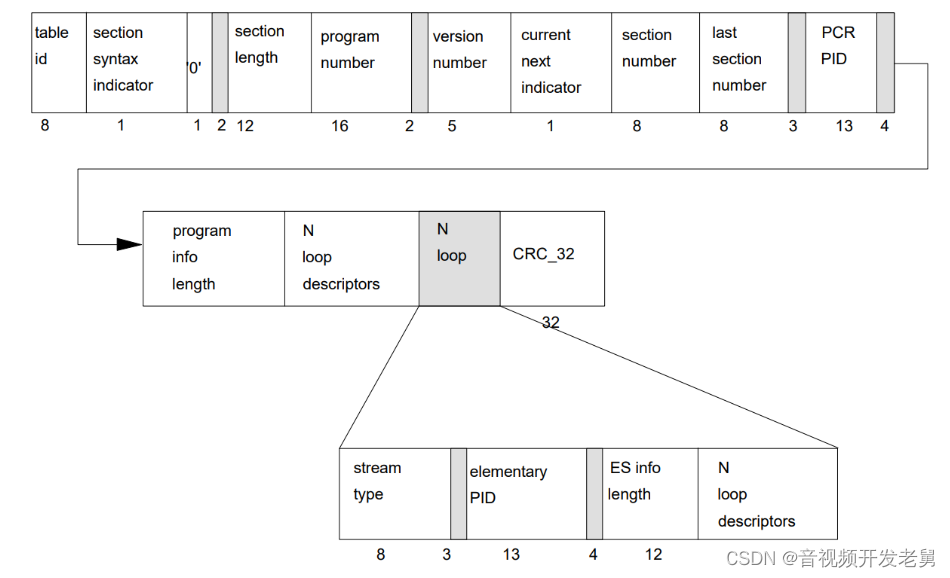 table
id
section
syntax
indicator
'0'
section
length
program
number
version
number
current
next
indicator
section
number
last
section
number
PCR
PID
8 1 1 2 12 16 2 5 1 8 8 3 13 4
program
info
length
N
loop
descriptors
N
loop
CRC_32
32
stream
type
elementary
PID
ES info
length
N
loop
descriptors
8 3 13 4 12
CSDN @音视频开发老舅